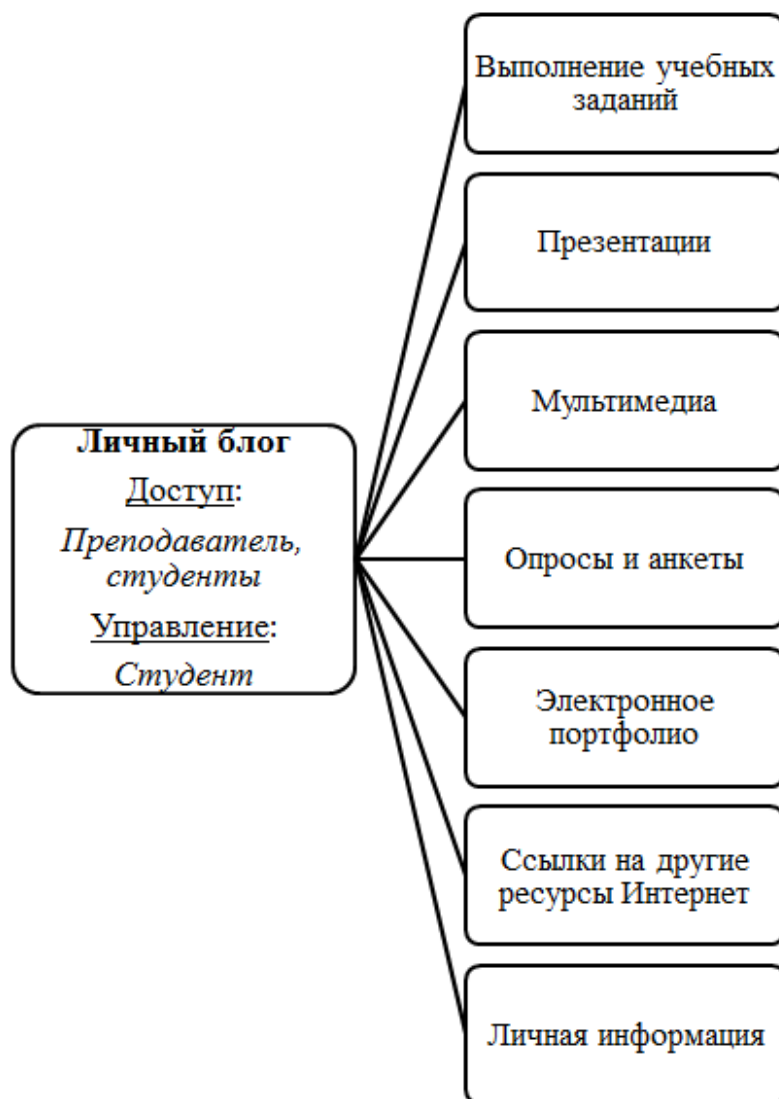 Выполнение учебных
заданий
Презентации
Мультимедиа
Личный блог
Доступ:
Преподаватель,
студенты
Управление:
Студент
Опросы и анкеты
Электронное
портфолио
Ссылки на другие
ресурсы Интернет
Личная информация